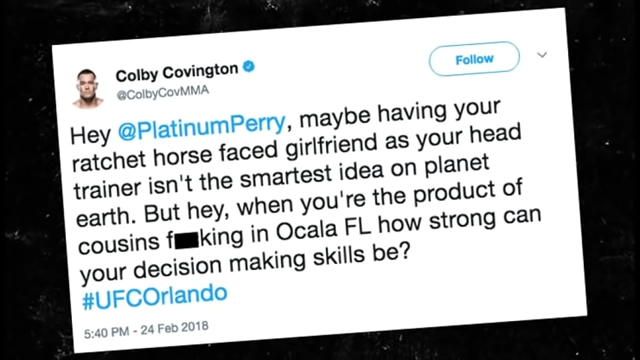 Colby Covington
@ColbyCovMMA
Follow
Hey @PlatinumPerry, maybe having your
ratchet horse faced girlfriend as your head
trainer isn't the smartest idea on planet
earth. But hey, when you're the product of
cousins f██king in Ocala FL how strong can
your decision making skills be?
#UFCOrlando
5:40 PM - 24 Feb 2018